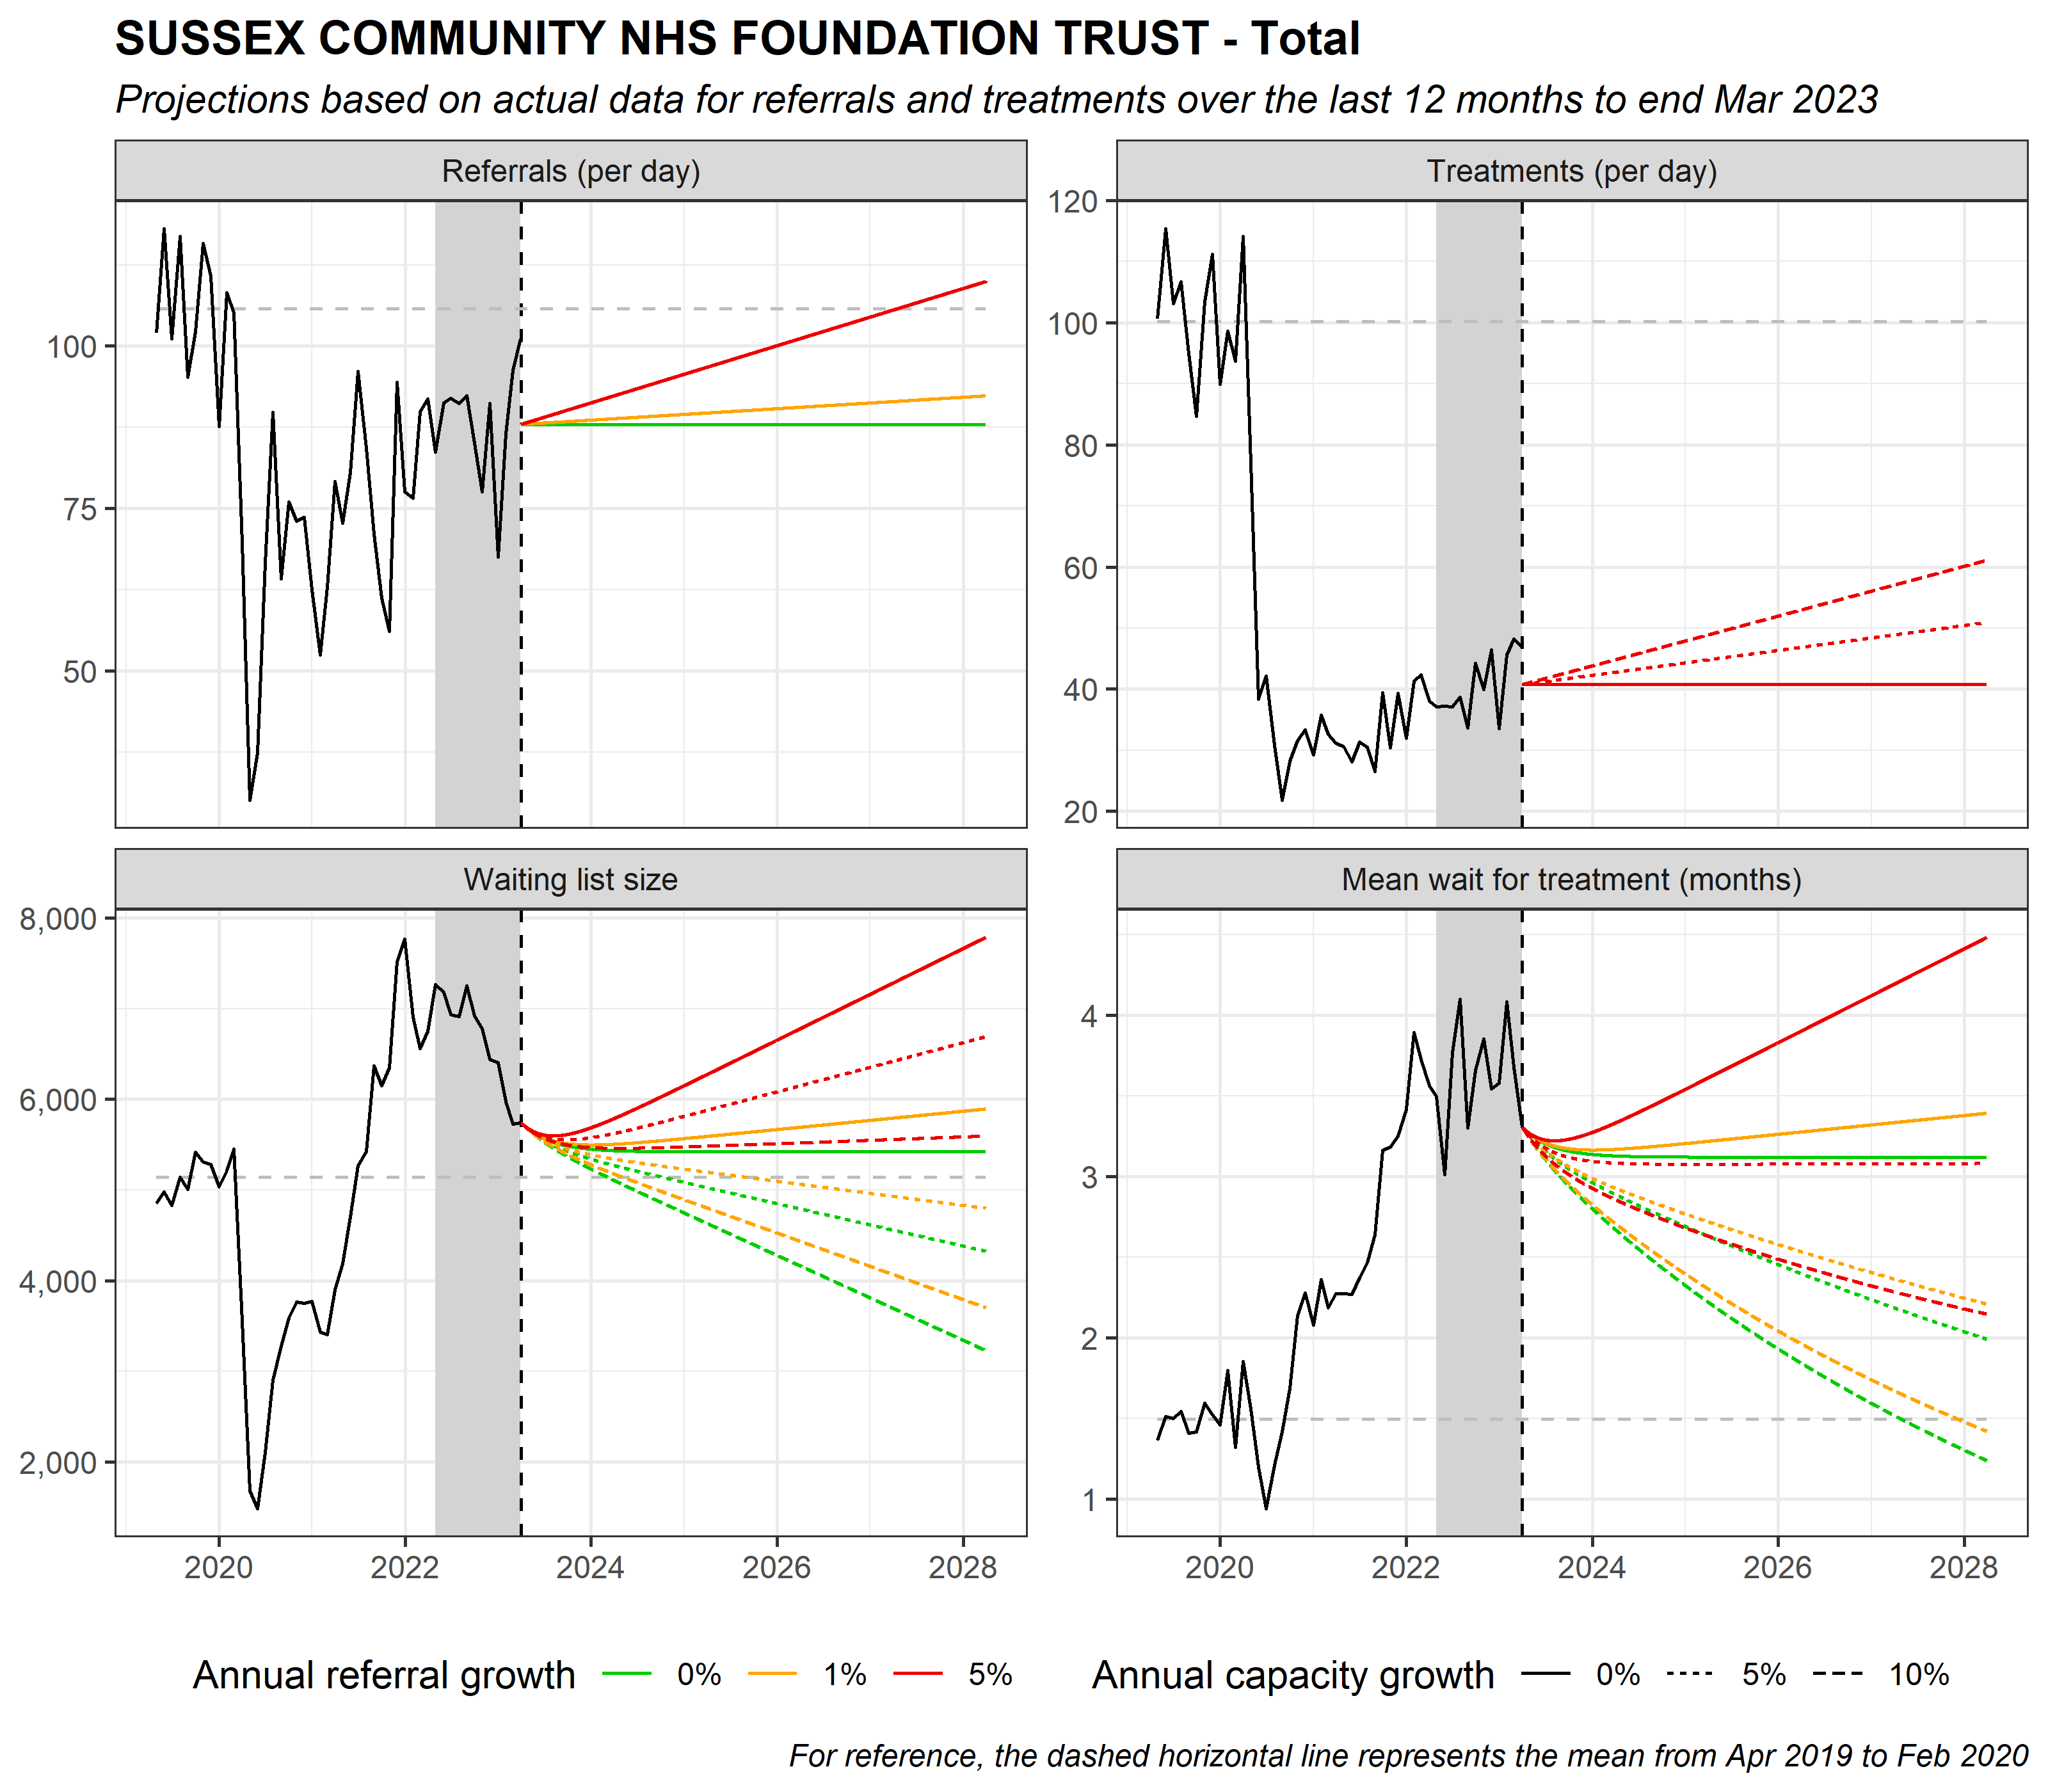 SUSSEX COMMUNITY NHS FOUNDATION TRUST - Total
Projections based on actual data for referrals and treatments over the last 12 months to end Mar 2023
Referrals (per day)
100
75
50
Treatments (per day)
120
100
80
60
40
20
Waiting list size
8,000
6,000
4,000
2,000
2020 2022 2024 2026 2028
Mean wait for treatment (months)
4
3
2
1
2020 2022 2024 2026 2028
Annual referral growth 0% 1% 5%
Annual capacity growth 0% 5% 10%
For reference, the dashed horizontal line represents the mean from Apr 2019 to Feb 2020